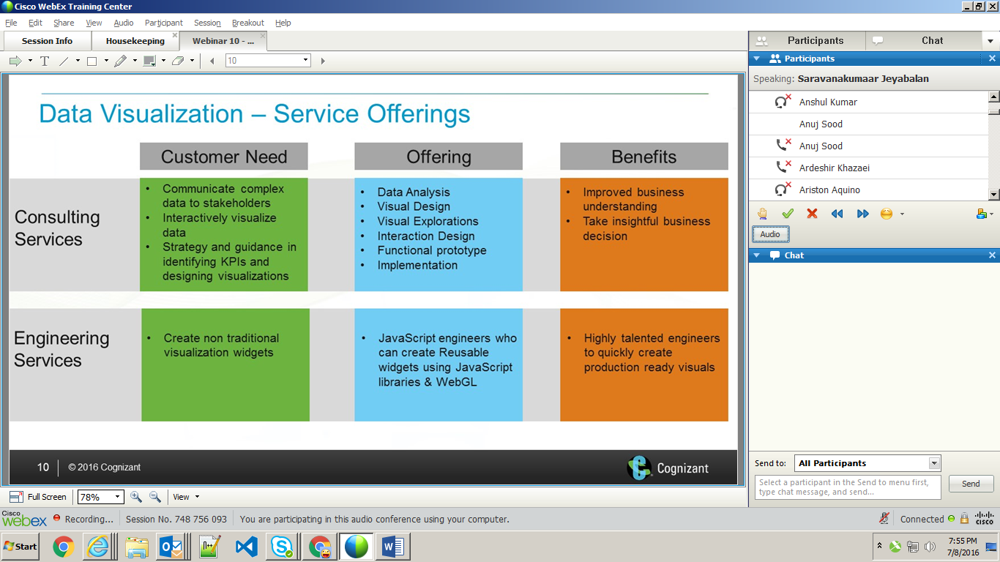 Cisco WebEx Training Center
File Edit Share View Audio Participant Session Breakout Help
Session Info
Housekeeping
Webinar 10 - ...
T
10
Data Visualization – Service Offerings
Customer Need
Offering
Benefits
Consulting
Services
• Communicate complex
data to stakeholders
• Interactively visualize
data
• Strategy and guidance in
identifying KPIs and
designing visualizations
• Data Analysis
• Visual Design
• Visual Explorations
• Interaction Design
• Functional prototype
• Implementation
• Improved business
understanding
• Take insightful business
decision
Engineering
Services
• Create non traditional
visualization widgets
• JavaScript engineers who
can create Reusable
widgets using JavaScript
libraries & WebGL
• Highly talented engineers
to quickly create
production ready visuals
10 © 2016 Cognizant
Cognizant
Full Screen 78% View
Participants
Chat
Participants
Speaking: Saravanakumaar Jeyabalan
Anshul Kumar
Anuj Sood
Anuj Sood
Ardeshir Khazaei
Ariston Aquino
Audio
Chat
Send to: All Participants
Select a participant in the Send to menu first,
type chat message, and send...
Send
Cisco
webex
Recording... Session No. 748 756 093 You are participating in this audio conference using your computer.
Connected
CISCO
Start
7:55 PM
7/8/2016